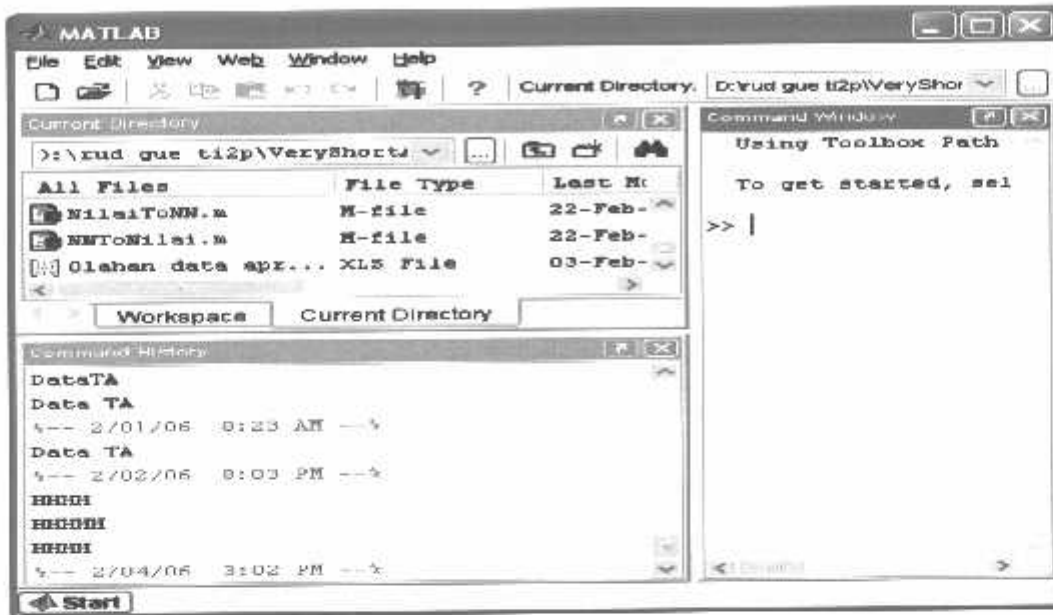 MATLAB
File Edit View Web Window Help
? Current Directory: D:\rud gue ti2p\VeryShor ...
Current Directory
>:\rud gue ti2p\VeryShort ...
All Files File Type Last Mo
NilaiToNN.m M-file 22-Feb-
NNToNilai.m M-file 22-Feb-
Olahan data apr... XLS File 03-Feb-
Workspace Current Directory
Command History
DataTA
Data TA
%-- 2/01/06 8:23 AM --%
Data TA
%-- 2/02/06 8:03 PM --%
HHHH
HHHHH
HHHH
%-- 2/04/06 3:02 PM --%
Command Window
Using Toolbox Path
To get started, sel
>>
Start